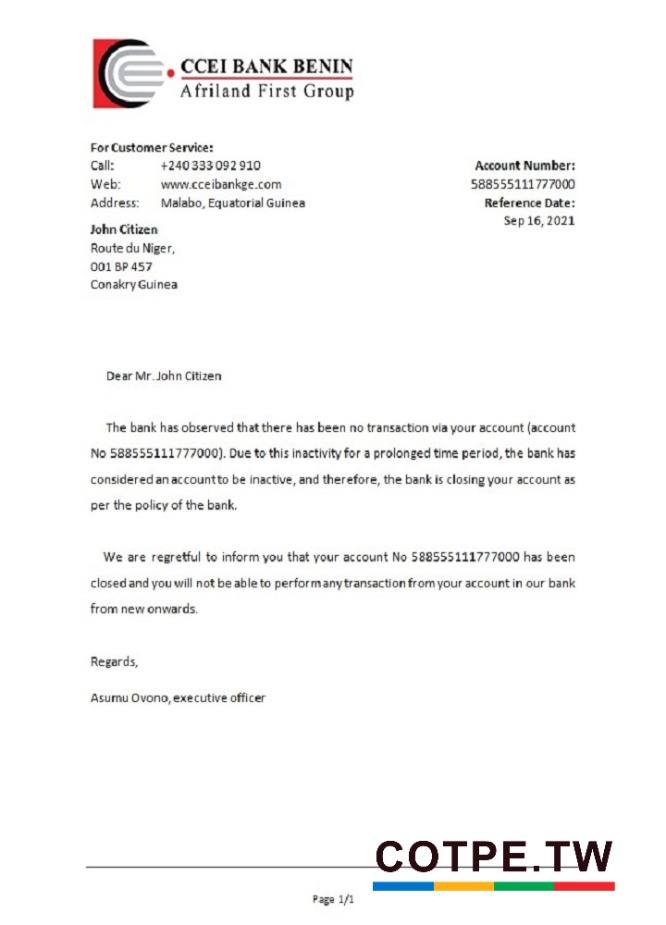 CCEI BANK BENIN
Afriland First Group
For Customer Service:
Call: +240 333 092 910
Web: www.cceibankge.com
Address: Malabo, Equatorial Guinea
Account Number:
588555111777000
Reference Date:
Sep 16, 2021
John Citizen
Route du Niger,
001 BP 457
Conakry Guinea
Dear Mr. John Citizen
The bank has observed that there has been no transaction via your account (account
No 588555111777000). Due to this inactivity for a prolonged time period, the bank has
considered an account to be inactive, and therefore, the bank is closing your account as
per the policy of the bank.
We are regretful to inform you that your account No 588555111777000 has been
closed and you will not be able to perform any transaction from your account in our bank
from new onwards.
Regards,
Asumu Ovono, executive officer
COTPE.TW
Page 1/1